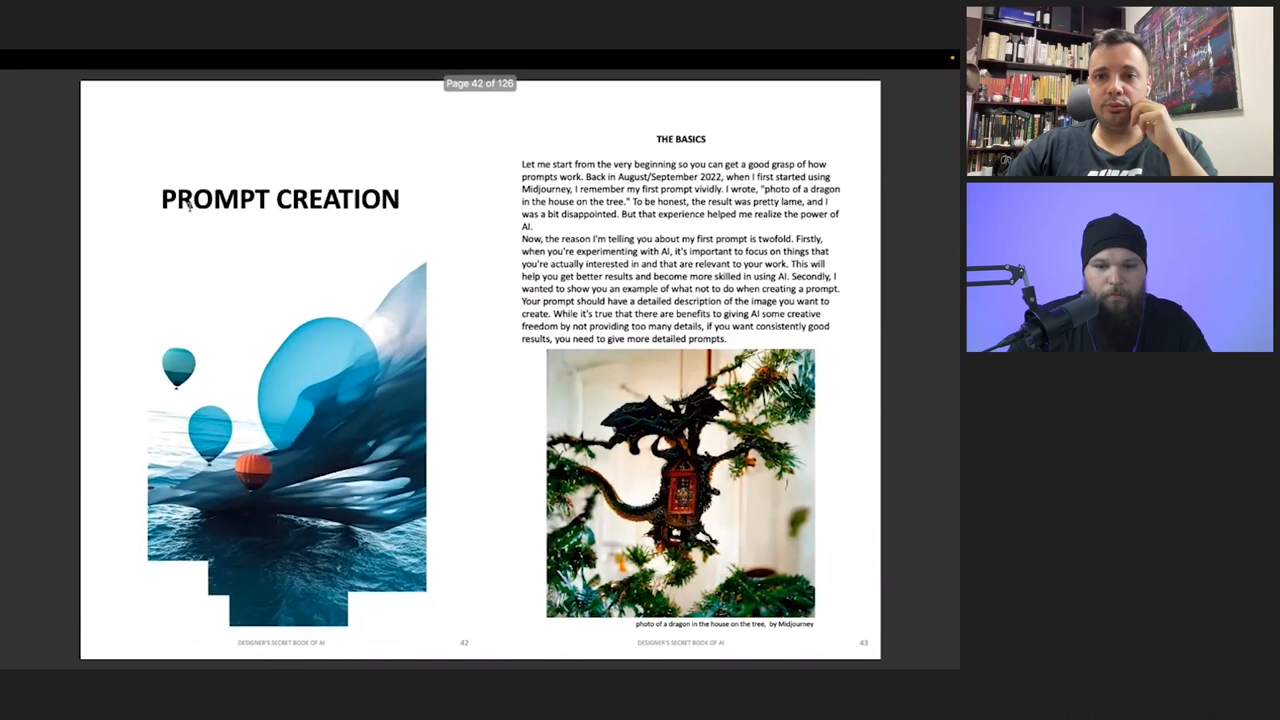 Page 42 of 126
PROMPT CREATION
DESIGNER'S SECRET BOOK OF AI
42
THE BASICS
Let me start from the very beginning so you can get a good grasp of how
prompts work. Back in August/September 2022, when I first started using
Midjourney, I remember my first prompt vividly. I wrote, "photo of a dragon
in the house on the tree." To be honest, the result was pretty lame, and I
was a bit disappointed. But that experience helped me realize the power of
AI.
Now, the reason I'm telling you about my first prompt is twofold. Firstly,
when you're experimenting with AI, it's important to focus on things that
you're actually interested in and that are relevant to your work. This will
help you get better results and become more skilled in using AI. Secondly, I
wanted to show you an example of what not to do when creating a prompt.
Your prompt should have a detailed description of the image you want to
create. While it's true that there are benefits to giving AI some creative
freedom by not providing too many details, if you want consistently good
results, you need to give more detailed prompts.
photo of a dragon in the house on the tree, by Midjourney
DESIGNER'S SECRET BOOK OF AI
43